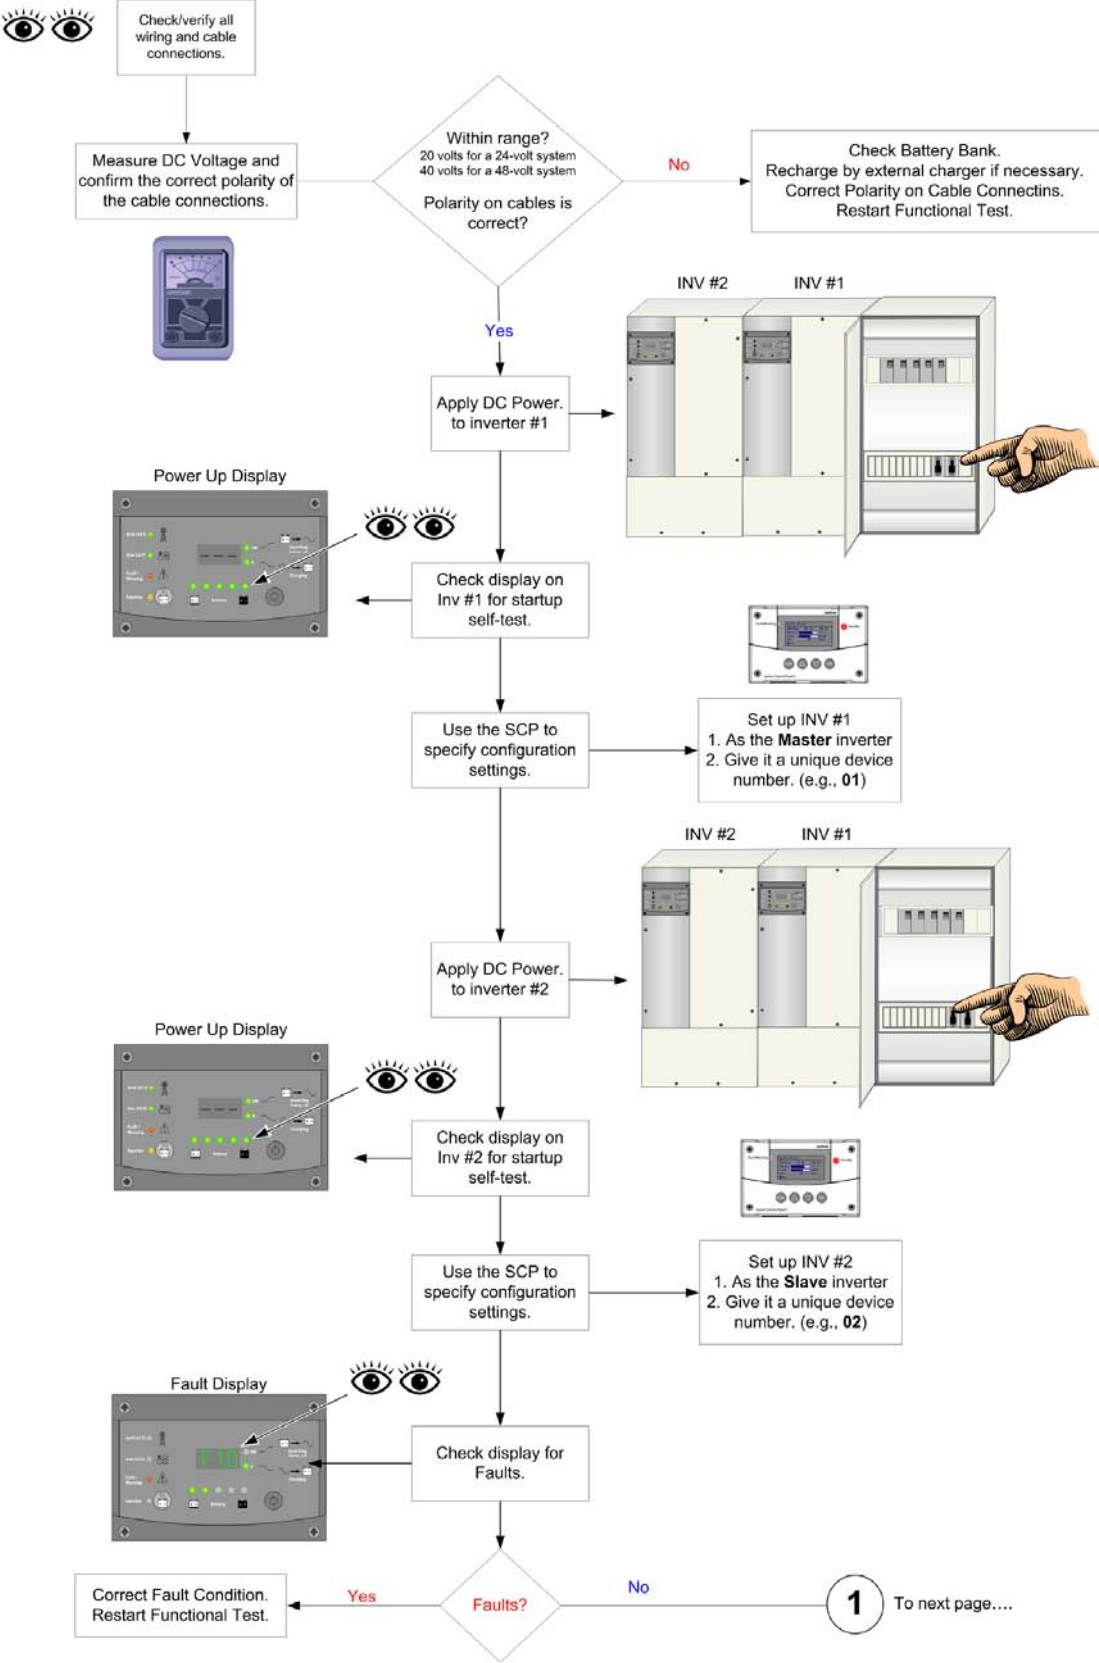 Check/verify all
wiring and cable
connections.
Measure DC Voltage and
confirm the correct polarity of
the cable connections.
Within range?
20 volts for a 24-volt system
40 volts for a 48-volt system
Polarity on cables is
correct?
No
Check Battery Bank.
Recharge by external charger if necessary.
Correct Polarity on Cable Connectins.
Restart Functional Test.
Yes
INV #2
INV #1
Apply DC Power.
to inverter #1
Power Up Display
Check display on
Inv #1 for startup
self-test.
Use the SCP to
specify configuration
settings.
Set up INV #1
1. As the Master inverter
2. Give it a unique device
number. (e.g., 01)
INV #2
INV #1
Apply DC Power.
to inverter #2
Power Up Display
Check display on
Inv #2 for startup
self-test.
Use the SCP to
specify configuration
settings.
Set up INV #2
1. As the Slave inverter
2. Give it a unique device
number. (e.g., 02)
Fault Display
Check display for
Faults.
Correct Fault Condition.
Restart Functional Test.
Yes
Faults?
No
1
To next page....